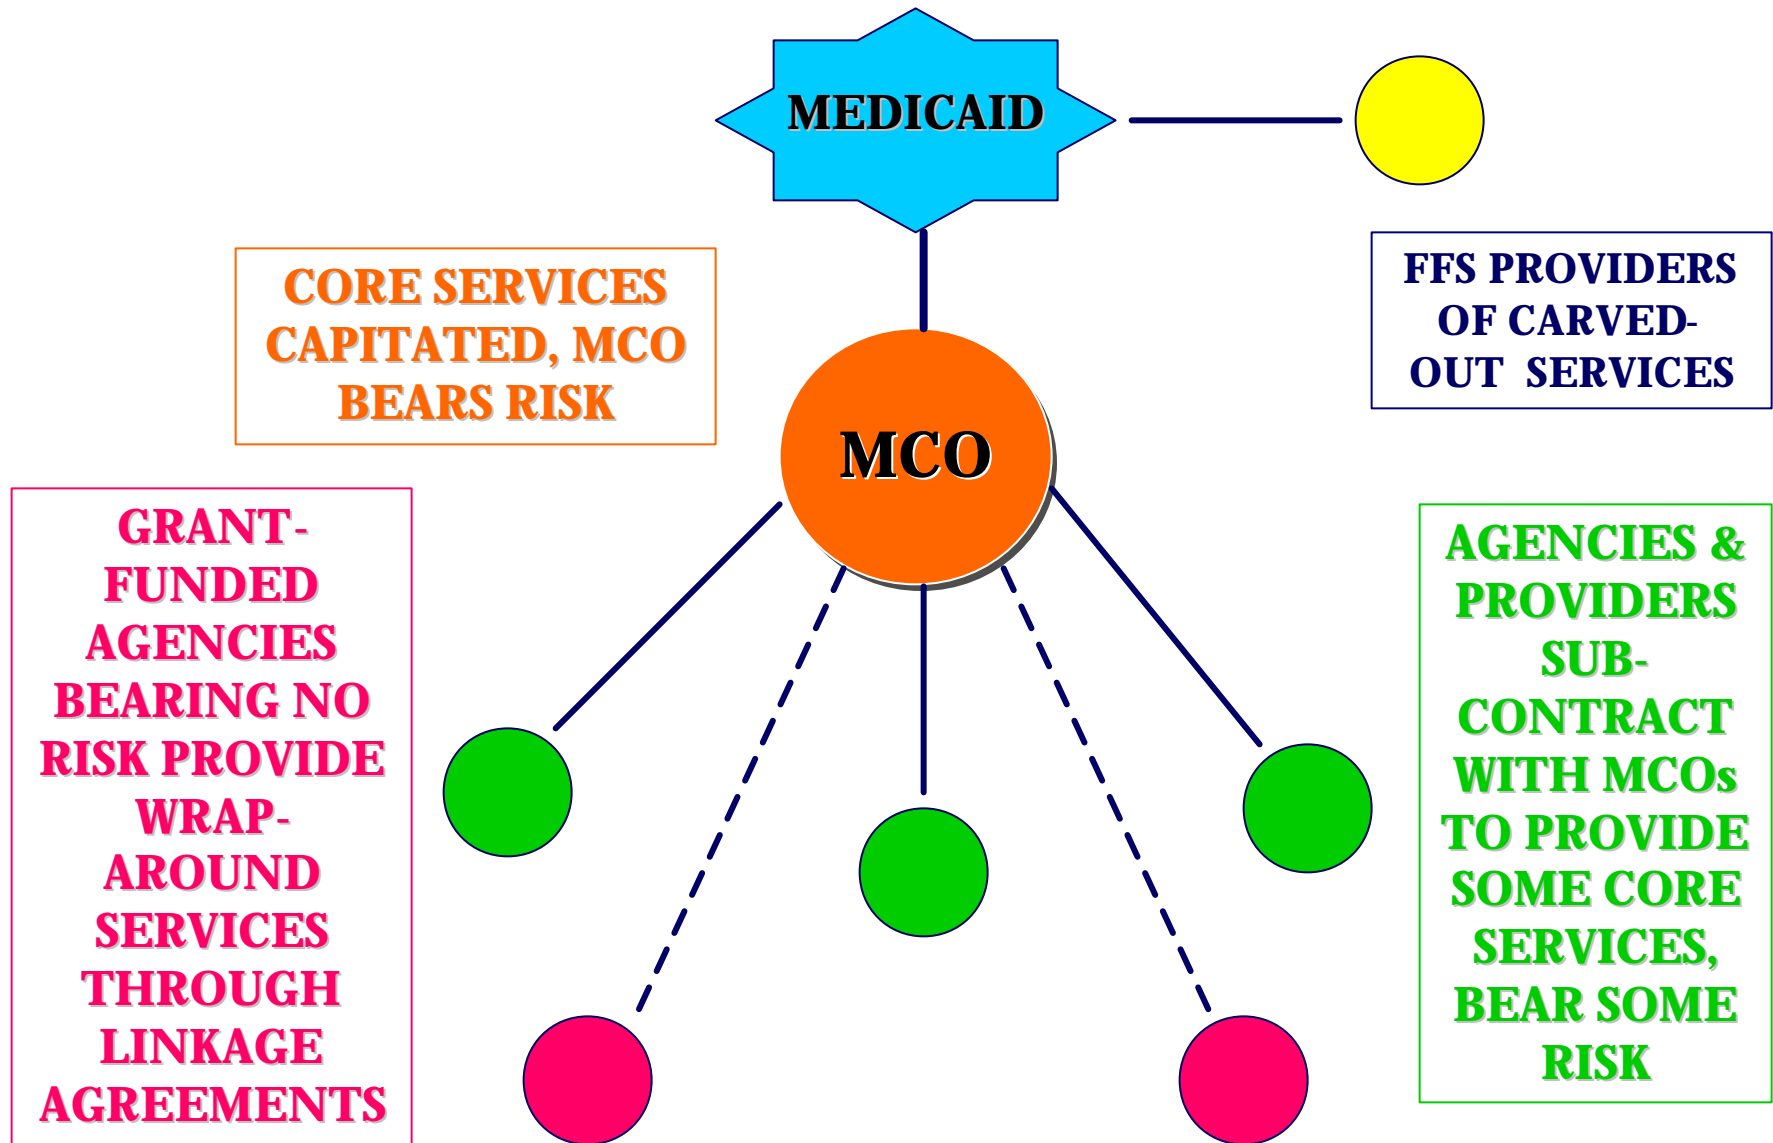 MEDICAID
CORE SERVICES
CAPITATED, MCO
BEARS RISK
FFS PROVIDERS
OF CARVED-
OUT  SERVICES
MCO
GRANT-
FUNDED
AGENCIES
BEARING NO
RISK PROVIDE
WRAP-
AROUND
SERVICES
THROUGH
LINKAGE
AGREEMENTS
AGENCIES &
PROVIDERS
SUB-
CONTRACT
WITH MCOs
TO PROVIDE
SOME CORE
SERVICES,
BEAR SOME
RISK